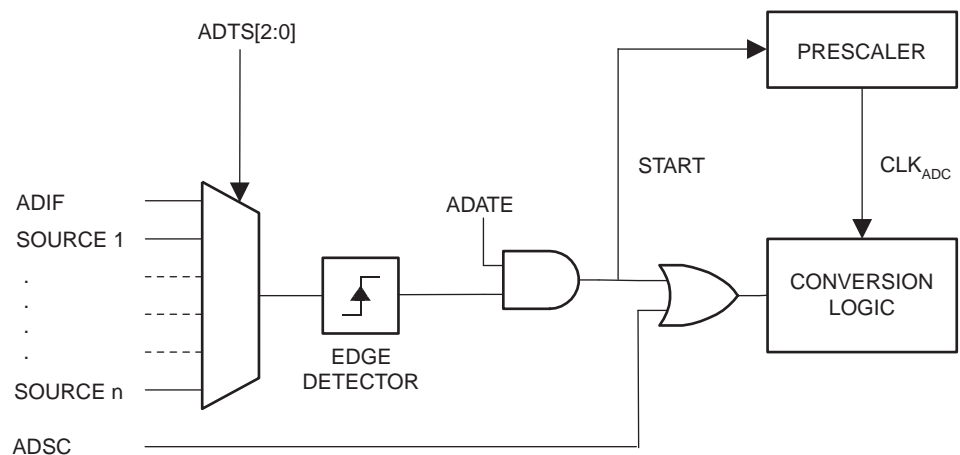 ADTS[2:0]
PRESCALER
START
CLKADC
ADIF
ADATE
SOURCE 1
.
.
.
.
CONVERSION
LOGIC
EDGE
DETECTOR
SOURCE n
ADSC